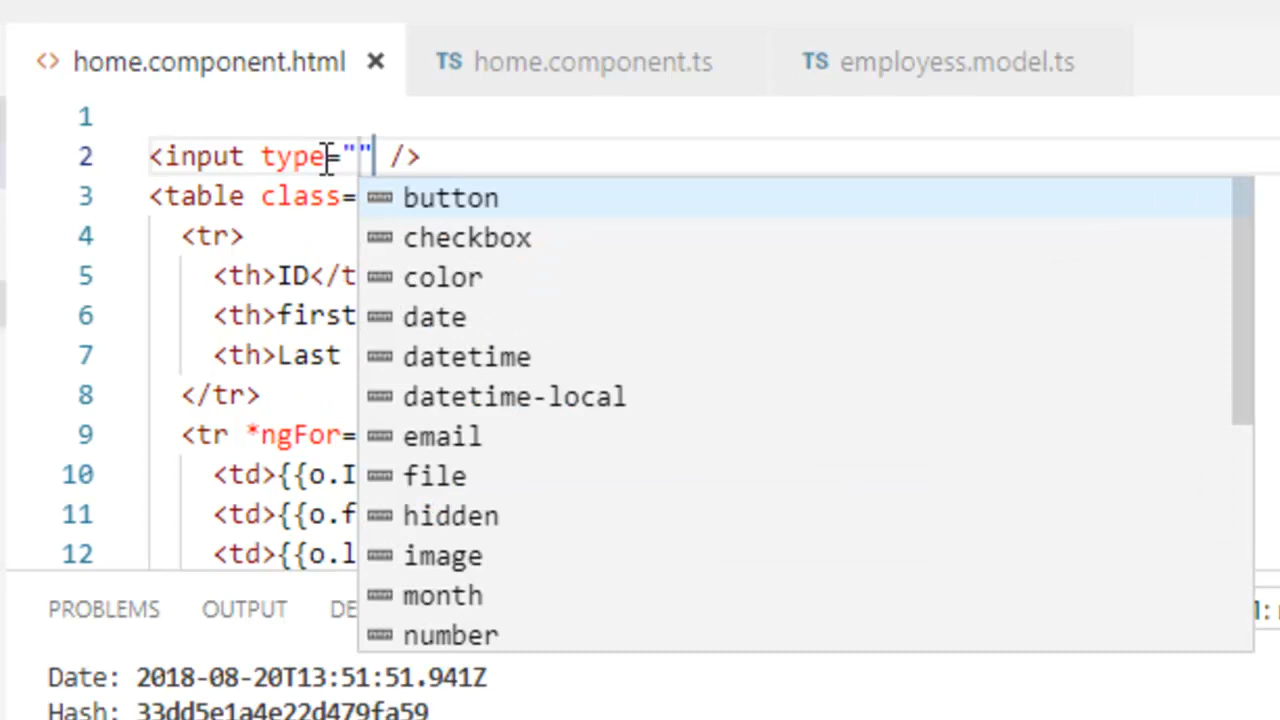 <> home.component.html × TS home.component.ts TS employess.model.ts
1
2 <input type="" />
3 <table class=
4 <tr>
5 <th>ID</t
6 <th>first
7 <th>Last
8 </tr>
9 <tr *ngFor=
10 <td>{{o.I
11 <td>{{o.f
12 <td>{{o.l
button
checkbox
color
date
datetime
datetime-local
email
file
hidden
image
month
number
PROBLEMS OUTPUT DE
Date: 2018-08-20T13:51:51.941Z
Hash: 33dd5e1a4e22d479fa59